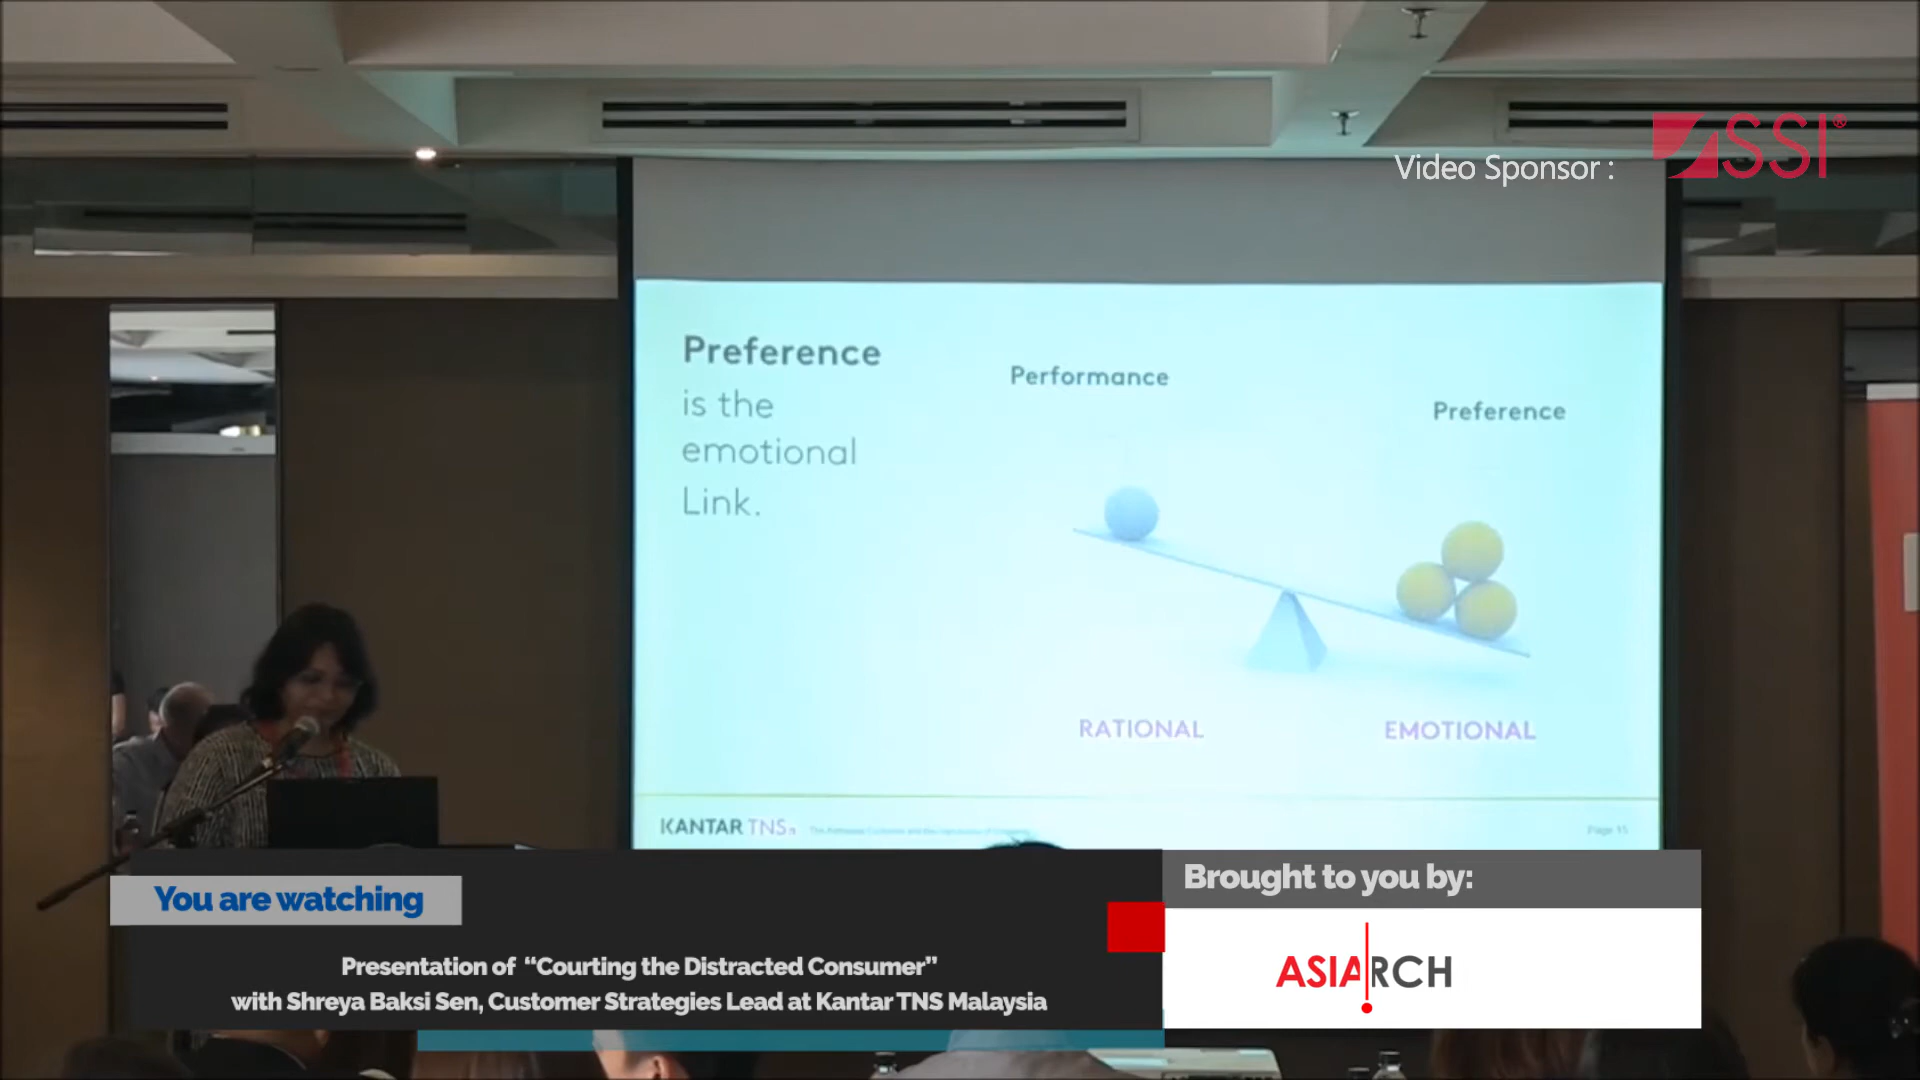 SSI®
Video Sponsor :
Preference
is the
emotional
Link.
Performance
Preference
RATIONAL
EMOTIONAL
KANTAR TNS
Page 15
You are watching
Presentation of “Courting the Distracted Consumer”
with Shreya Baksi Sen, Customer Strategies Lead at Kantar TNS Malaysia
Brought to you by:
ASIARCH